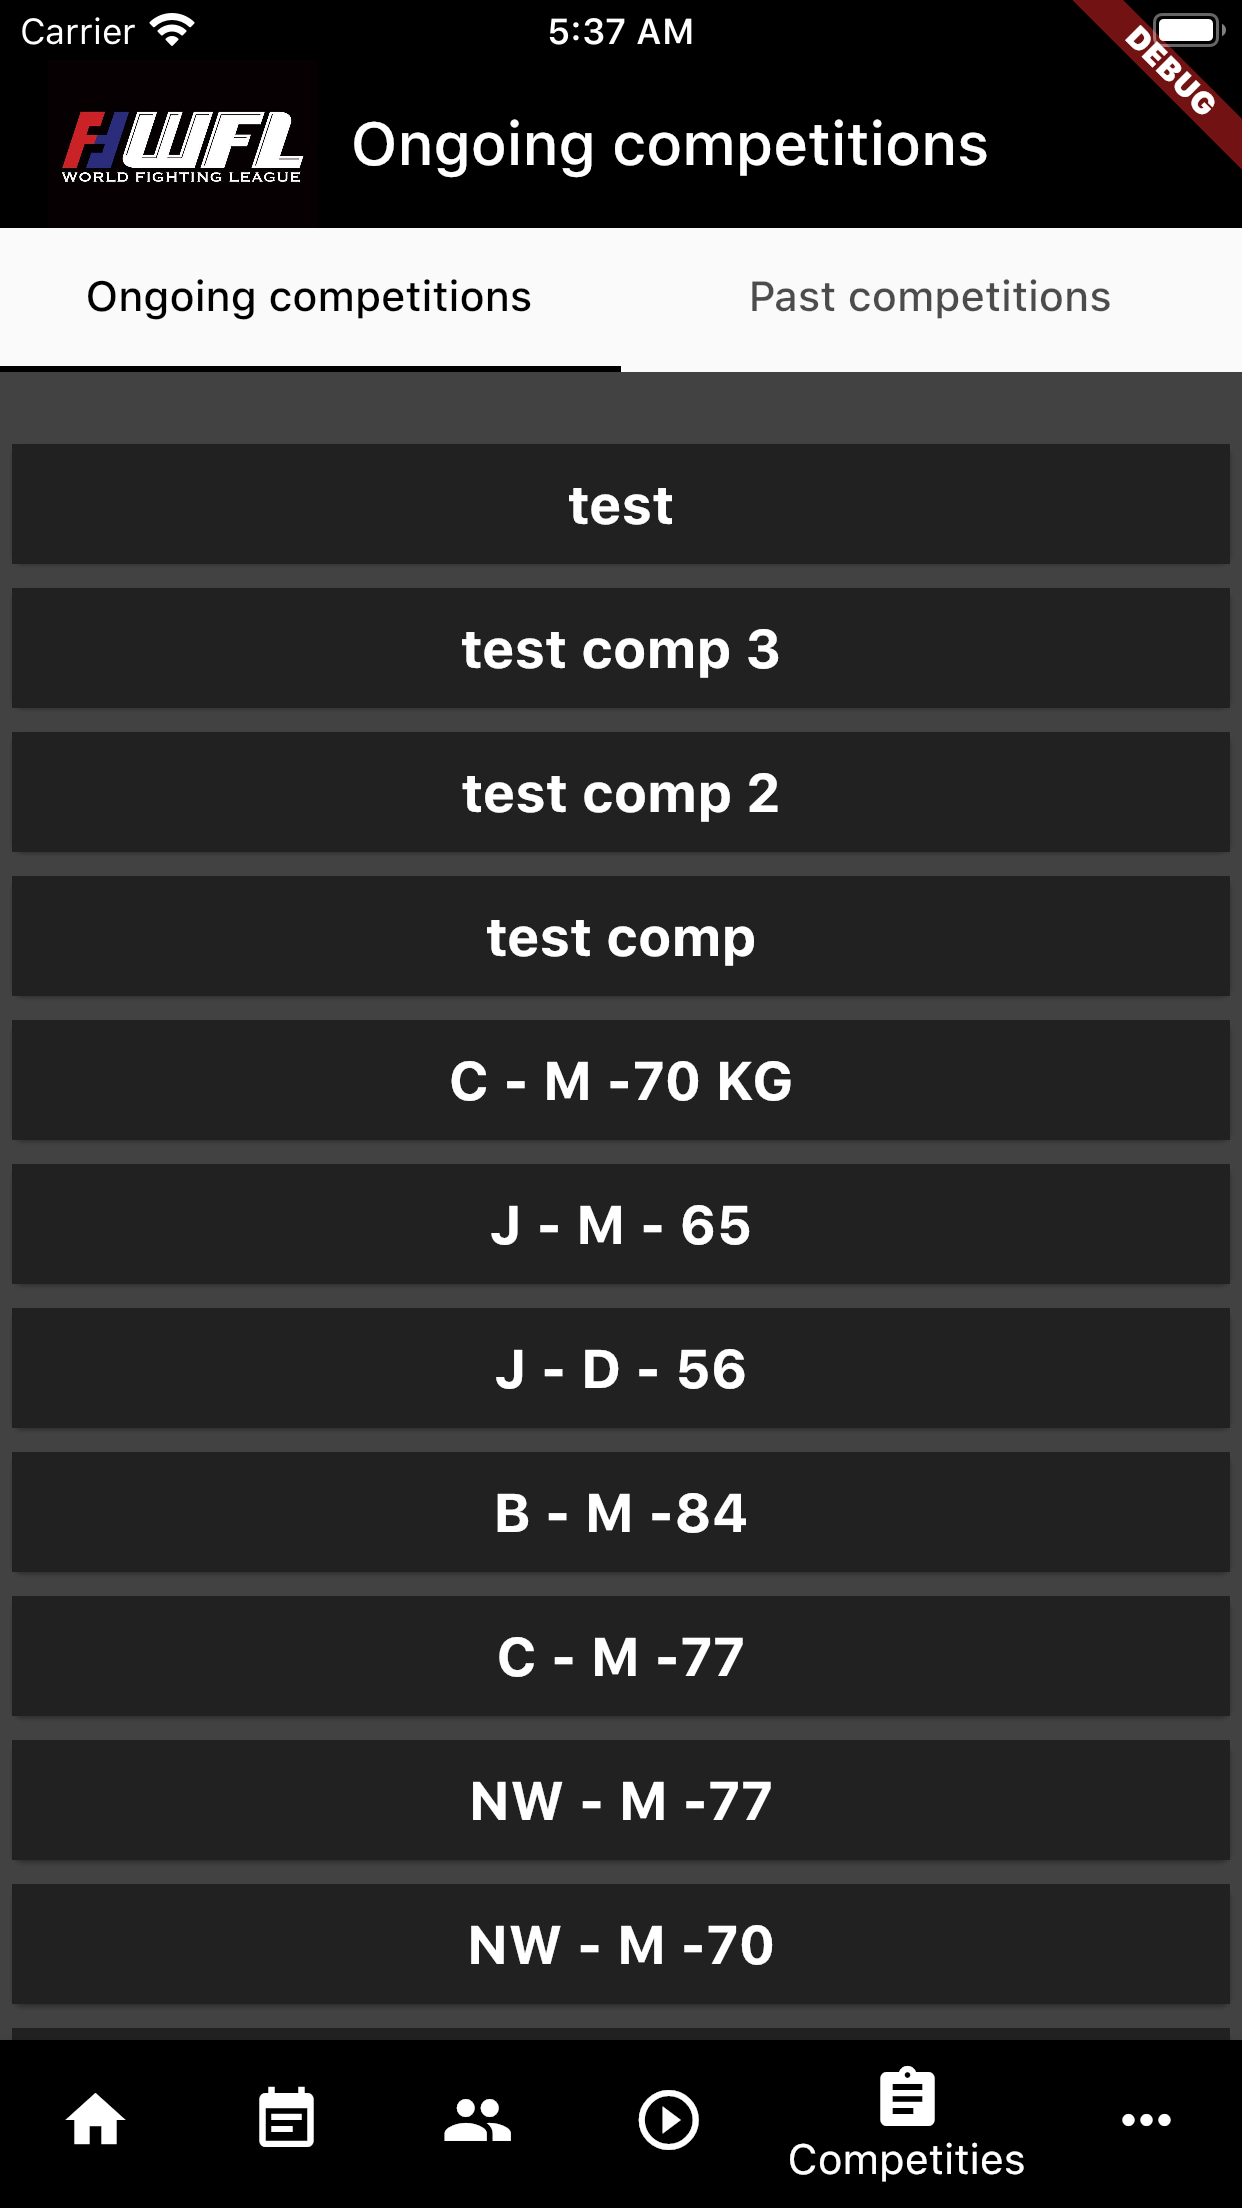 Carrier
5:37 AM
DEBUG
WFL
WORLD FIGHTING LEAGUE
Ongoing competitions
Ongoing competitions
Past competitions
test
test comp 3
test comp 2
test comp
C - M -70 KG
J - M - 65
J - D - 56
B - M -84
C - M -77
NW - M -77
NW - M -70
Competities